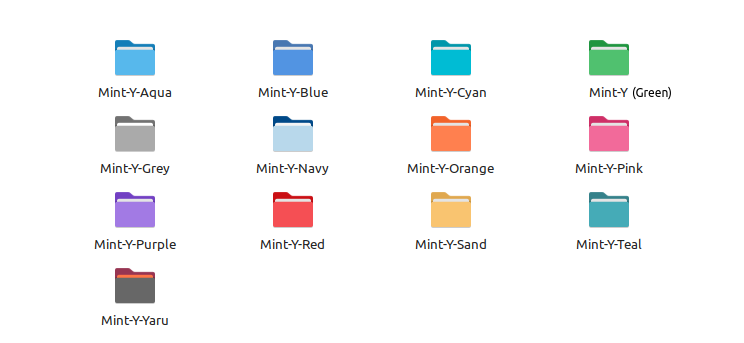 Mint-Y-Aqua
Mint-Y-Blue
Mint-Y-Cyan
Mint-Y (Green)
Mint-Y-Grey
Mint-Y-Navy
Mint-Y-Orange
Mint-Y-Pink
Mint-Y-Purple
Mint-Y-Red
Mint-Y-Sand
Mint-Y-Teal
Mint-Y-Yaru